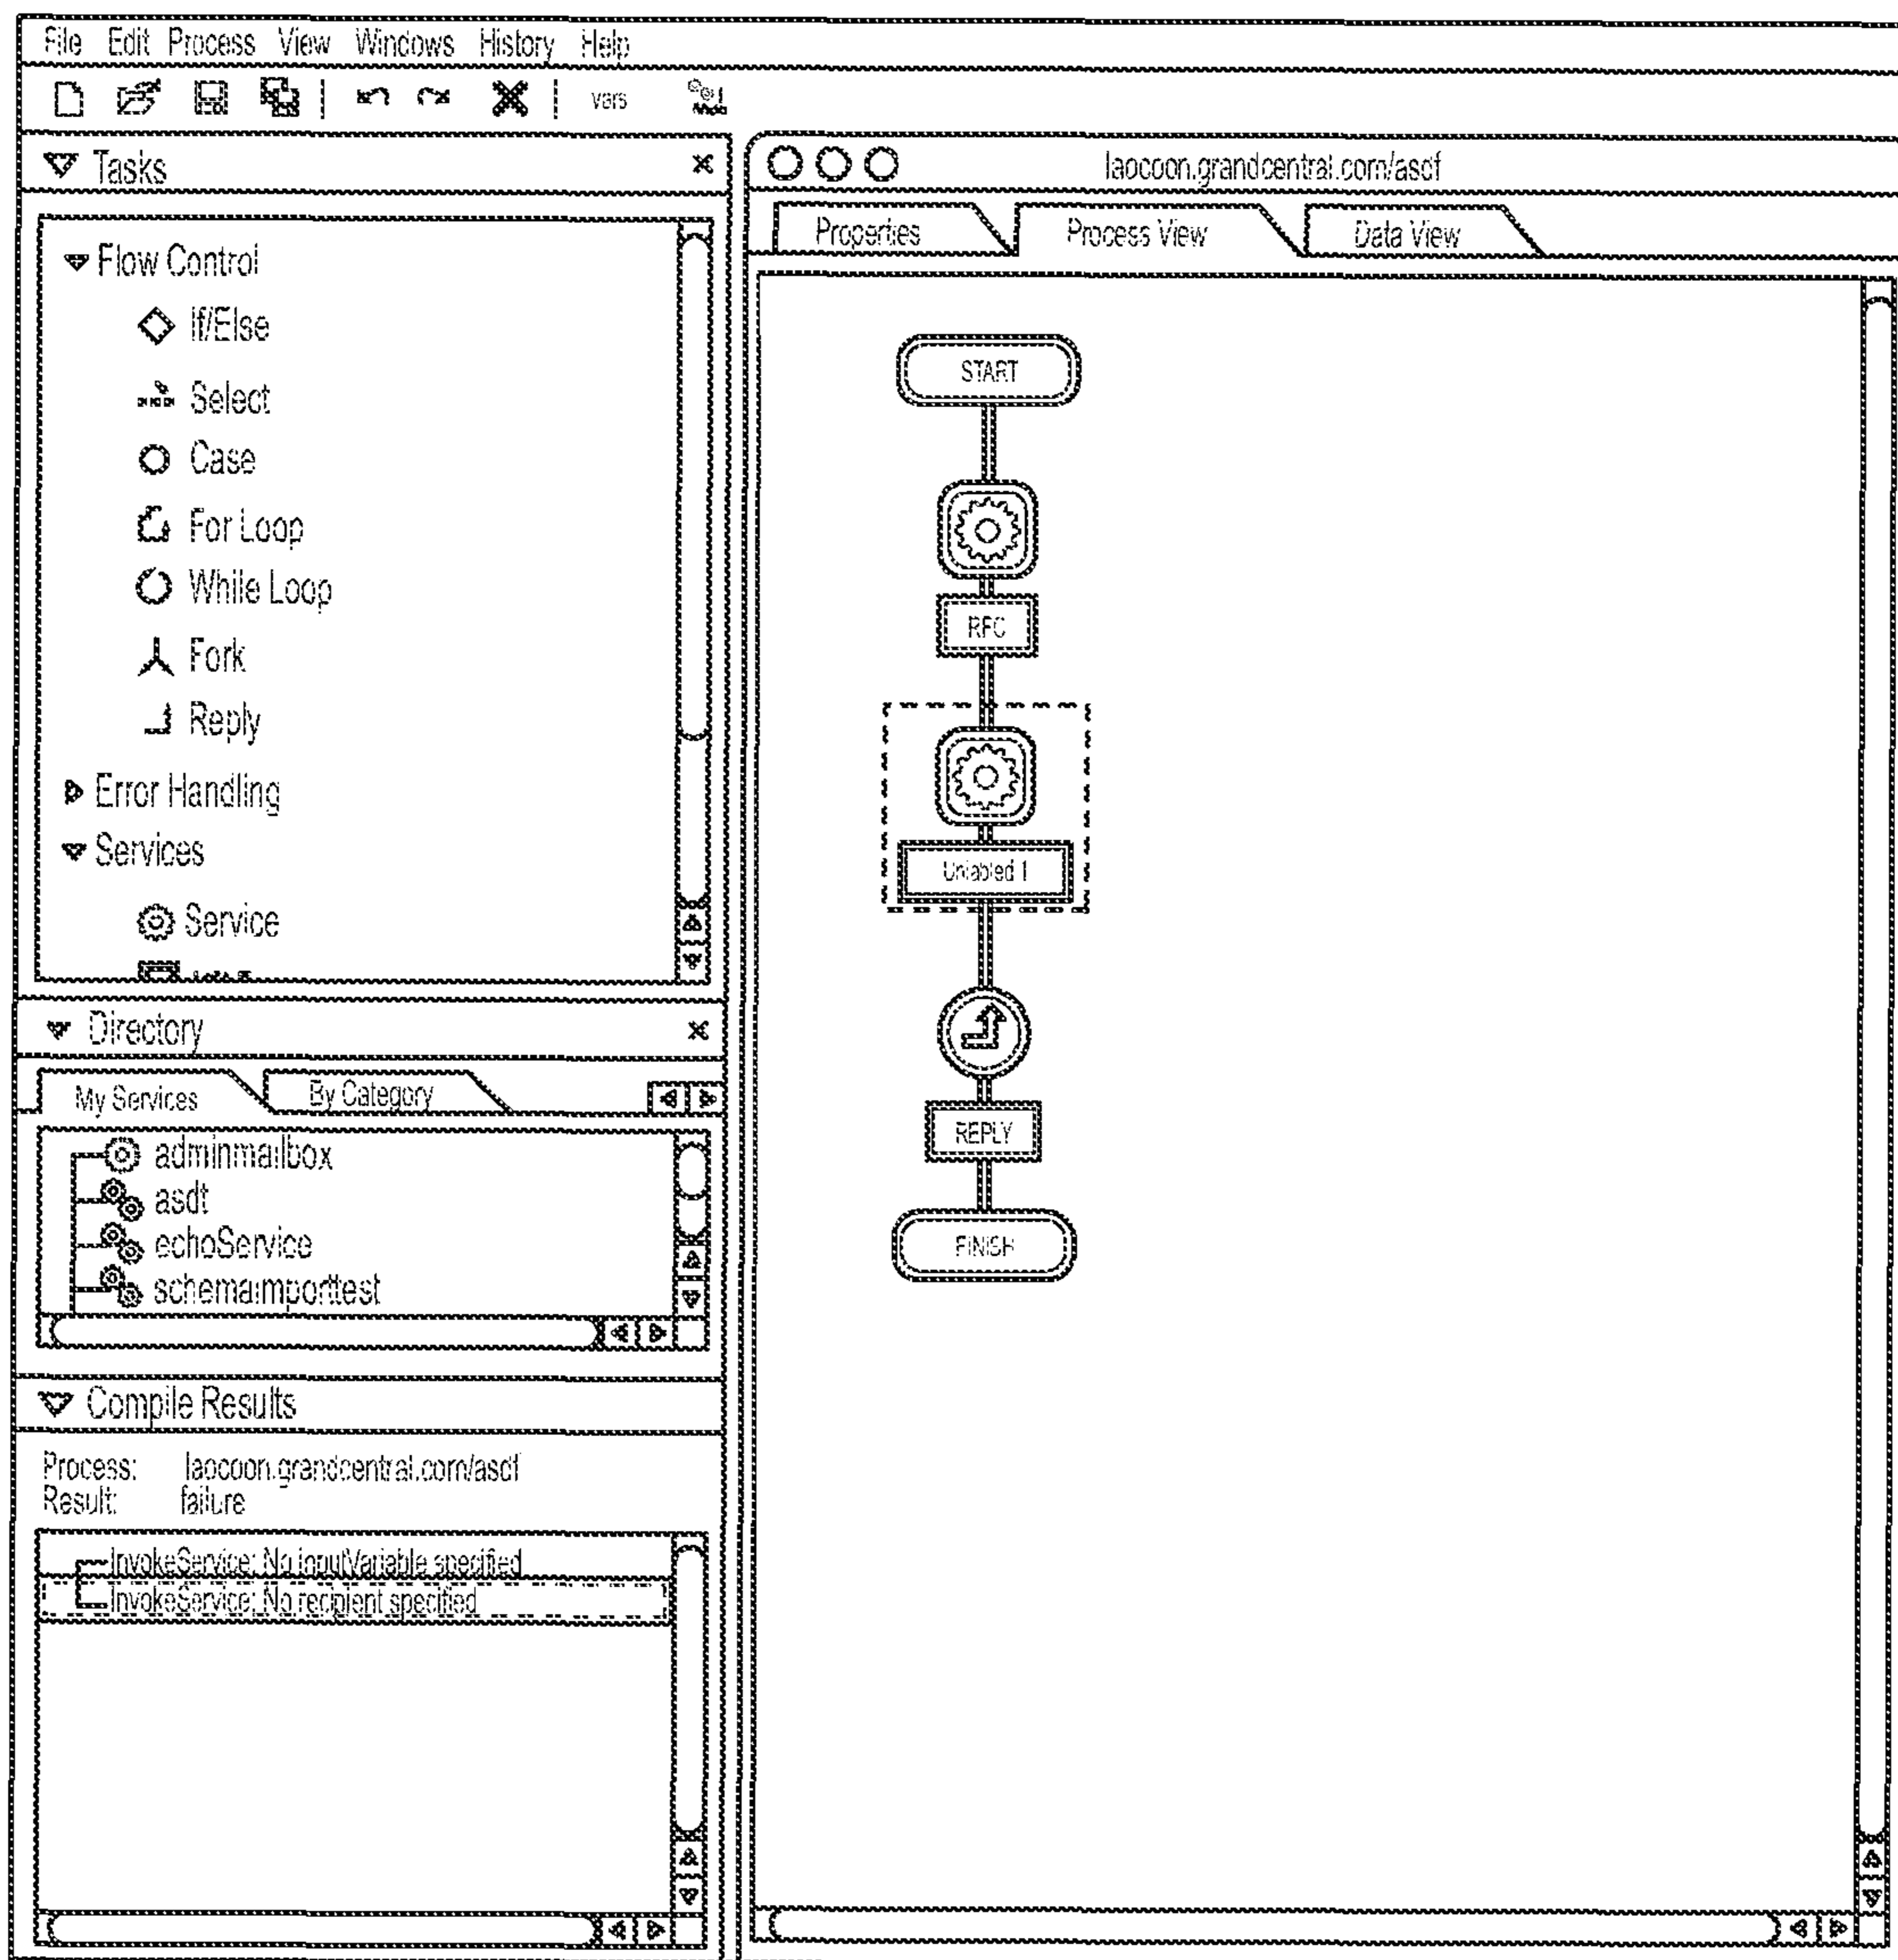 File Edit Process View Windows History Help
vars
Tasks
Flow Control
If/Else
Select
Case
For Loop
While Loop
Fork
Reply
Error Handling
Services
Service
Directory
My Services By Category
adminmailbox
asdt
echoService
schemaimporttest
Compile Results
Process: laocoon.grandcentral.com/asdf
Result: failure
InvokeService: No inputVariable specified
InvokeService: No recipient specified
laocoon.grandcentral.com/asdf
Properties Process View Data View
START
RFC
Unlabled 1
REPLY
FINISH